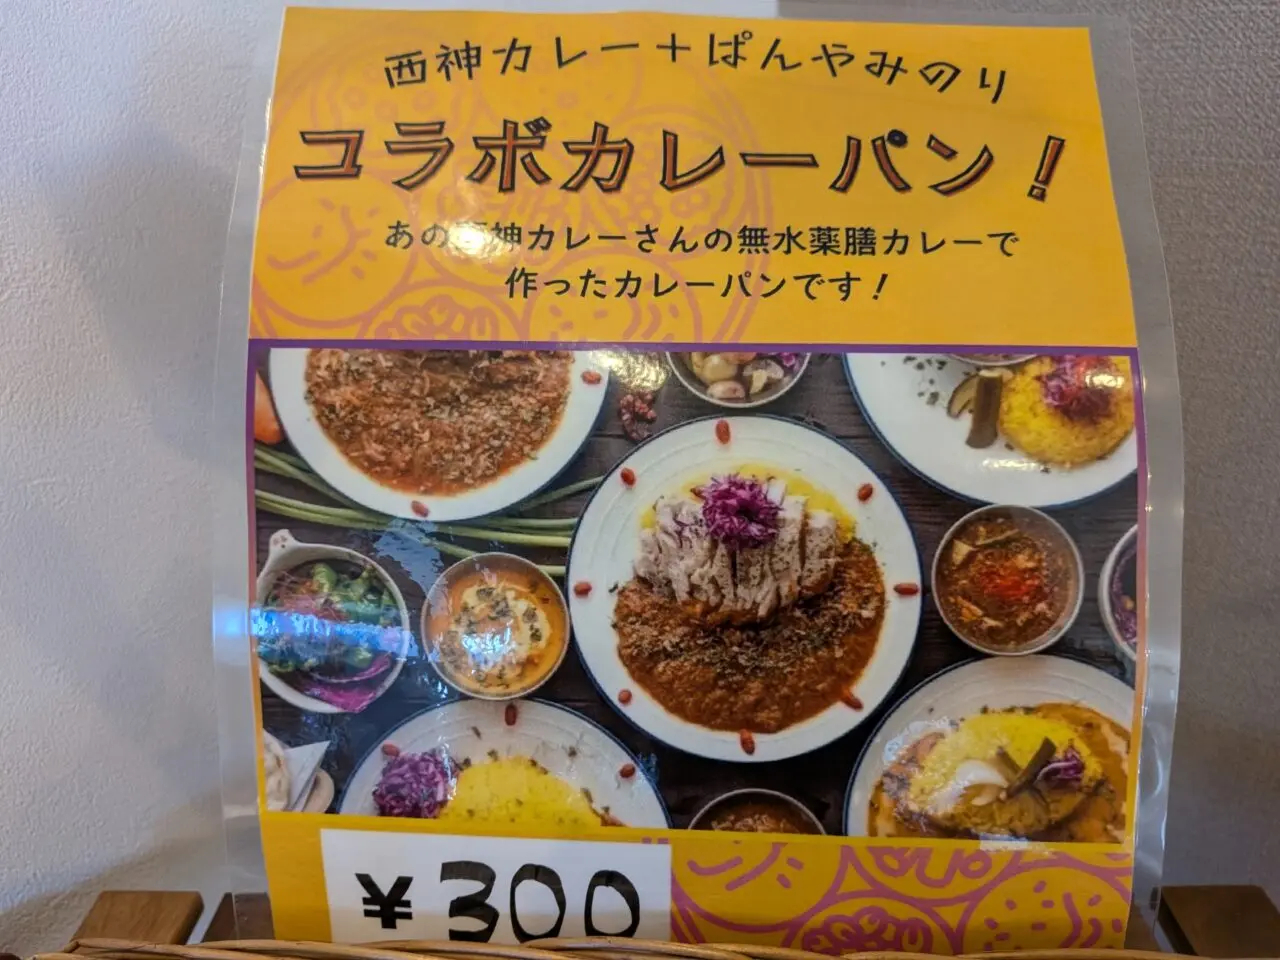 西神カレー＋ぱんやみのり
コラボカレーパン！
あの西神カレーさんの無水薬膳カレーで
作ったカレーパンです！
¥300